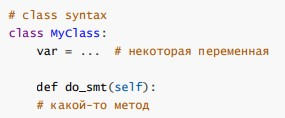 # class syntax
class MyClass:
    var = ...  # некоторая переменная

    def do_smt(self):
    # какой-то метод